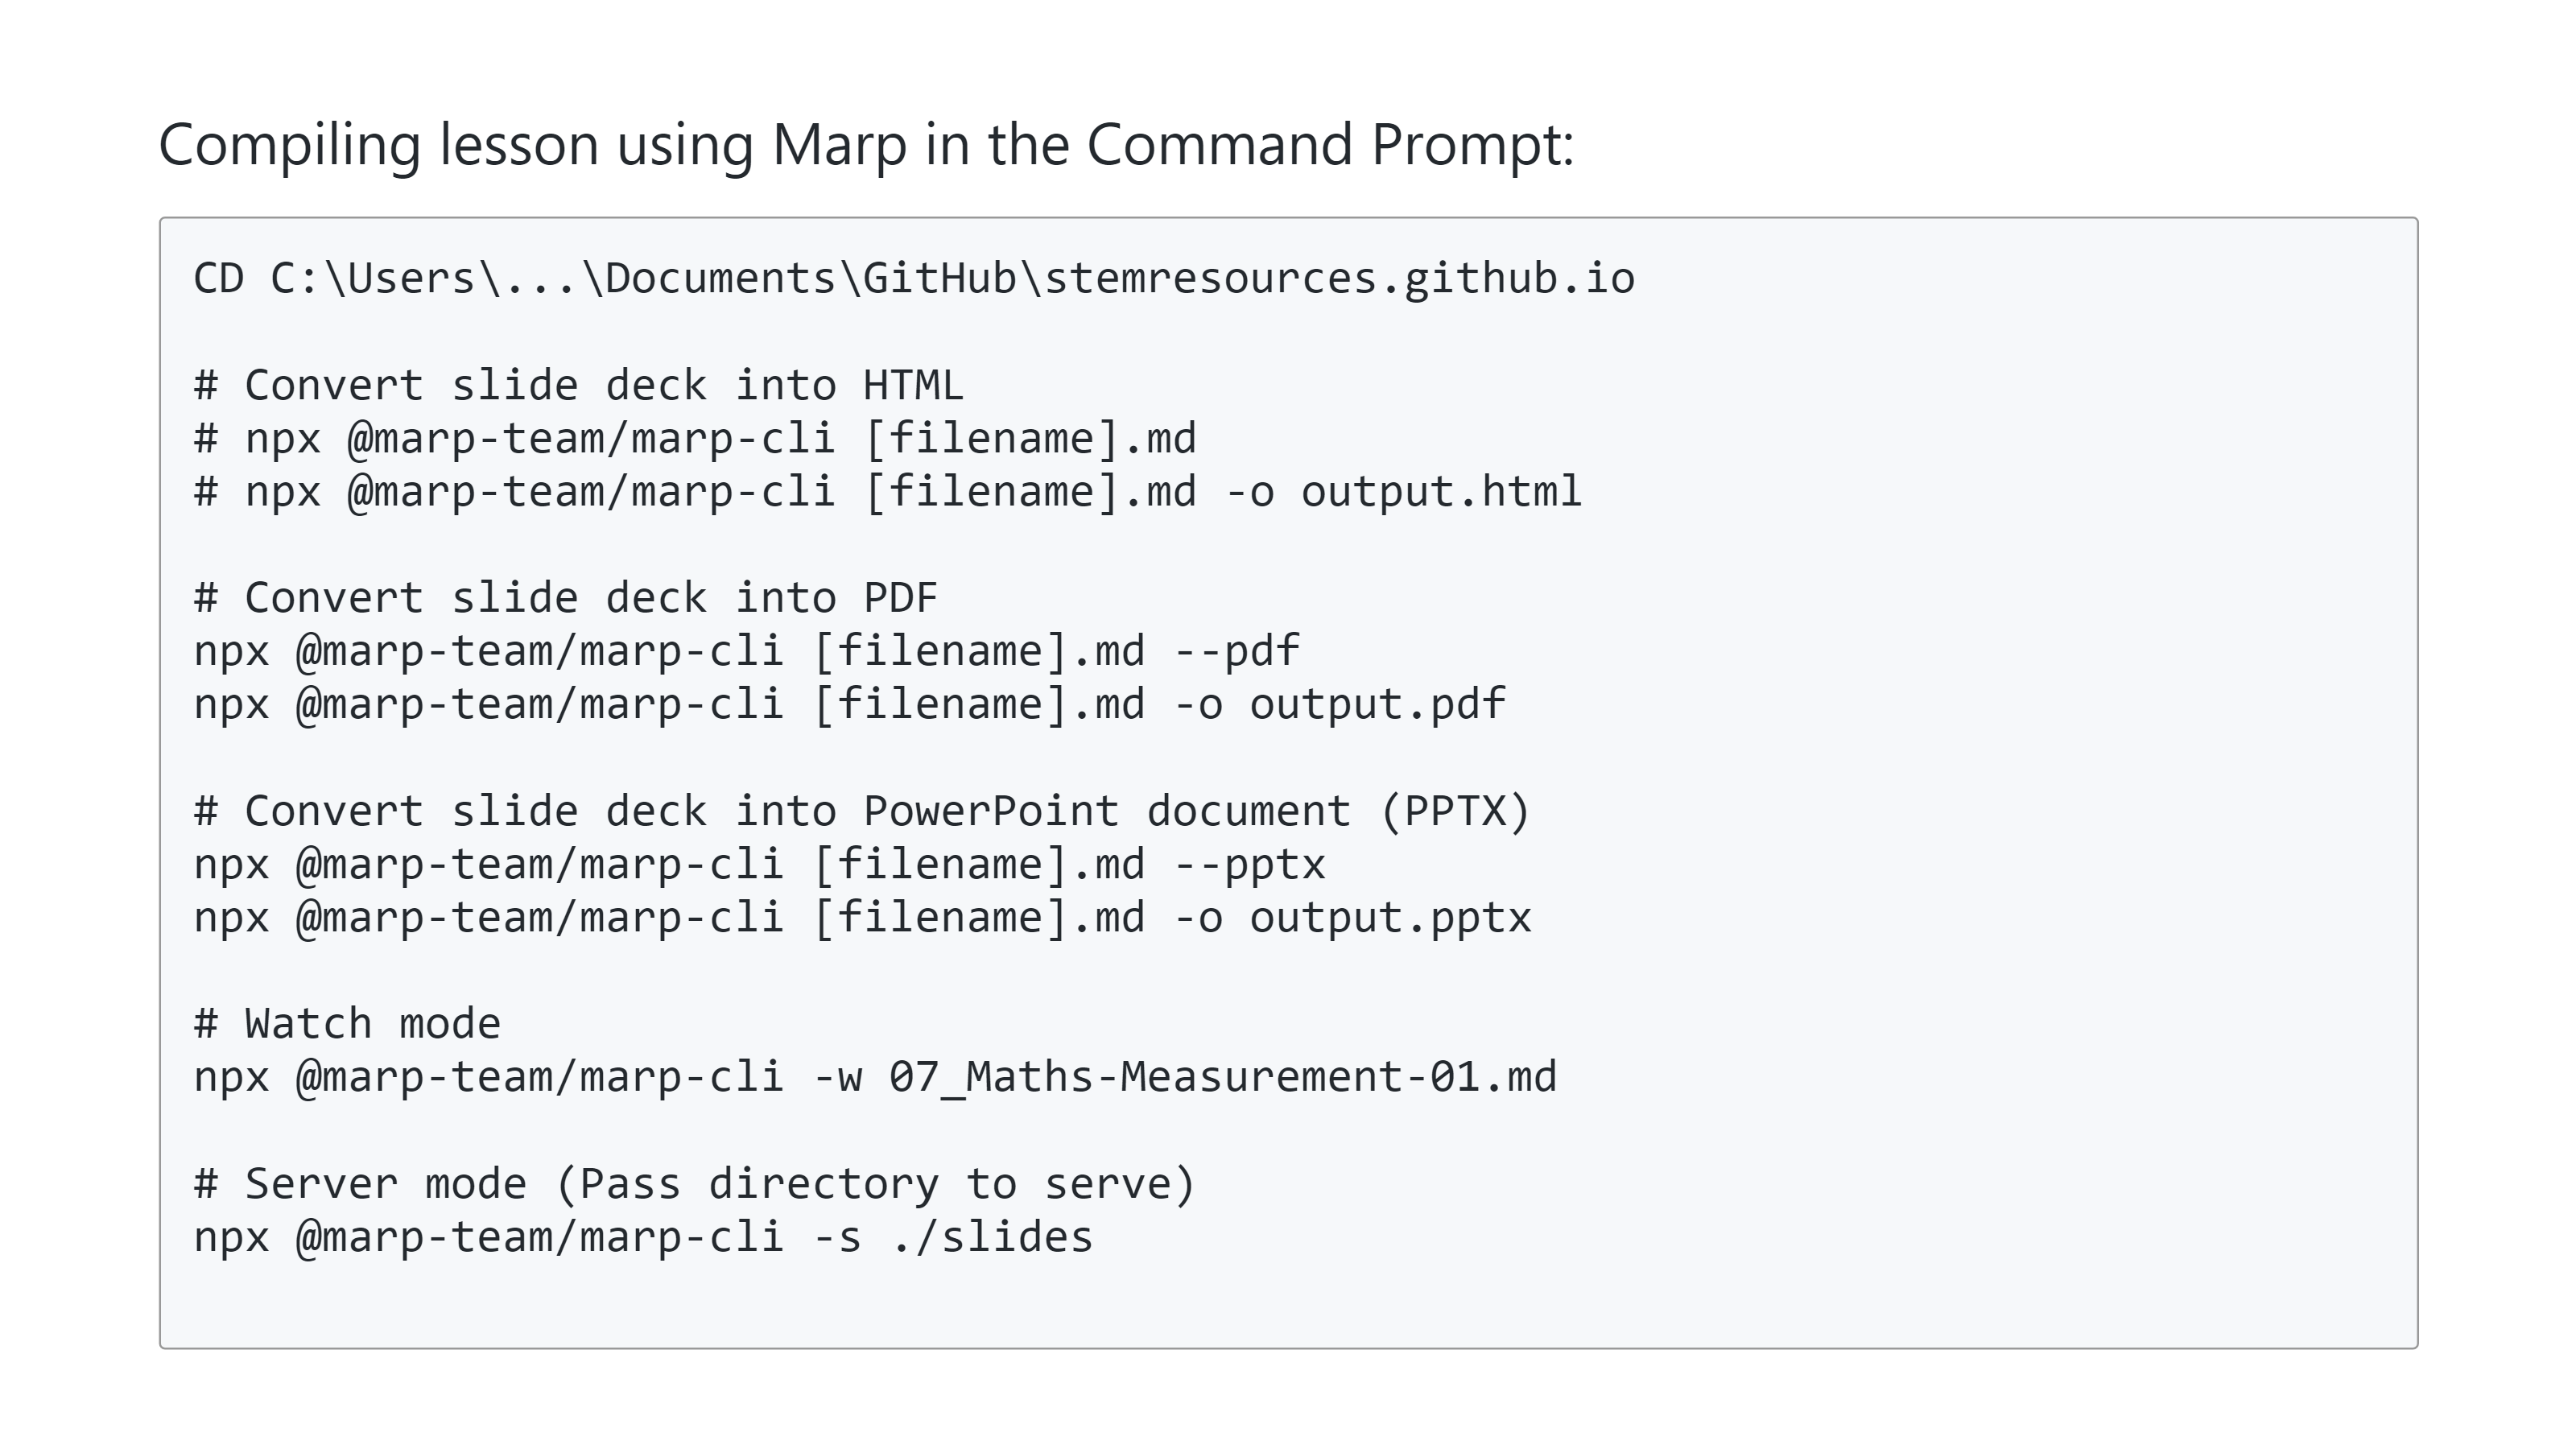 Compiling lesson using Marp in the Command Prompt:
CD C:\Users\...\Documents\GitHub\stemresources.github.io
# Convert slide deck into HTML
# npx @marp-team/marp-cli [filename].md
# npx @marp-team/marp-cli [filename].md -o output.html
# Convert slide deck into PDF
npx @marp-team/marp-cli [filename].md --pdf
npx @marp-team/marp-cli [filename].md -o output.pdf
# Convert slide deck into PowerPoint document (PPTX)
npx @marp-team/marp-cli [filename].md --pptx
npx @marp-team/marp-cli [filename].md -o output.pptx
# Watch mode
npx @marp-team/marp-cli -w 07_Maths-Measurement-01.md
# Server mode (Pass directory to serve)
npx @marp-team/marp-cli -s ./slides